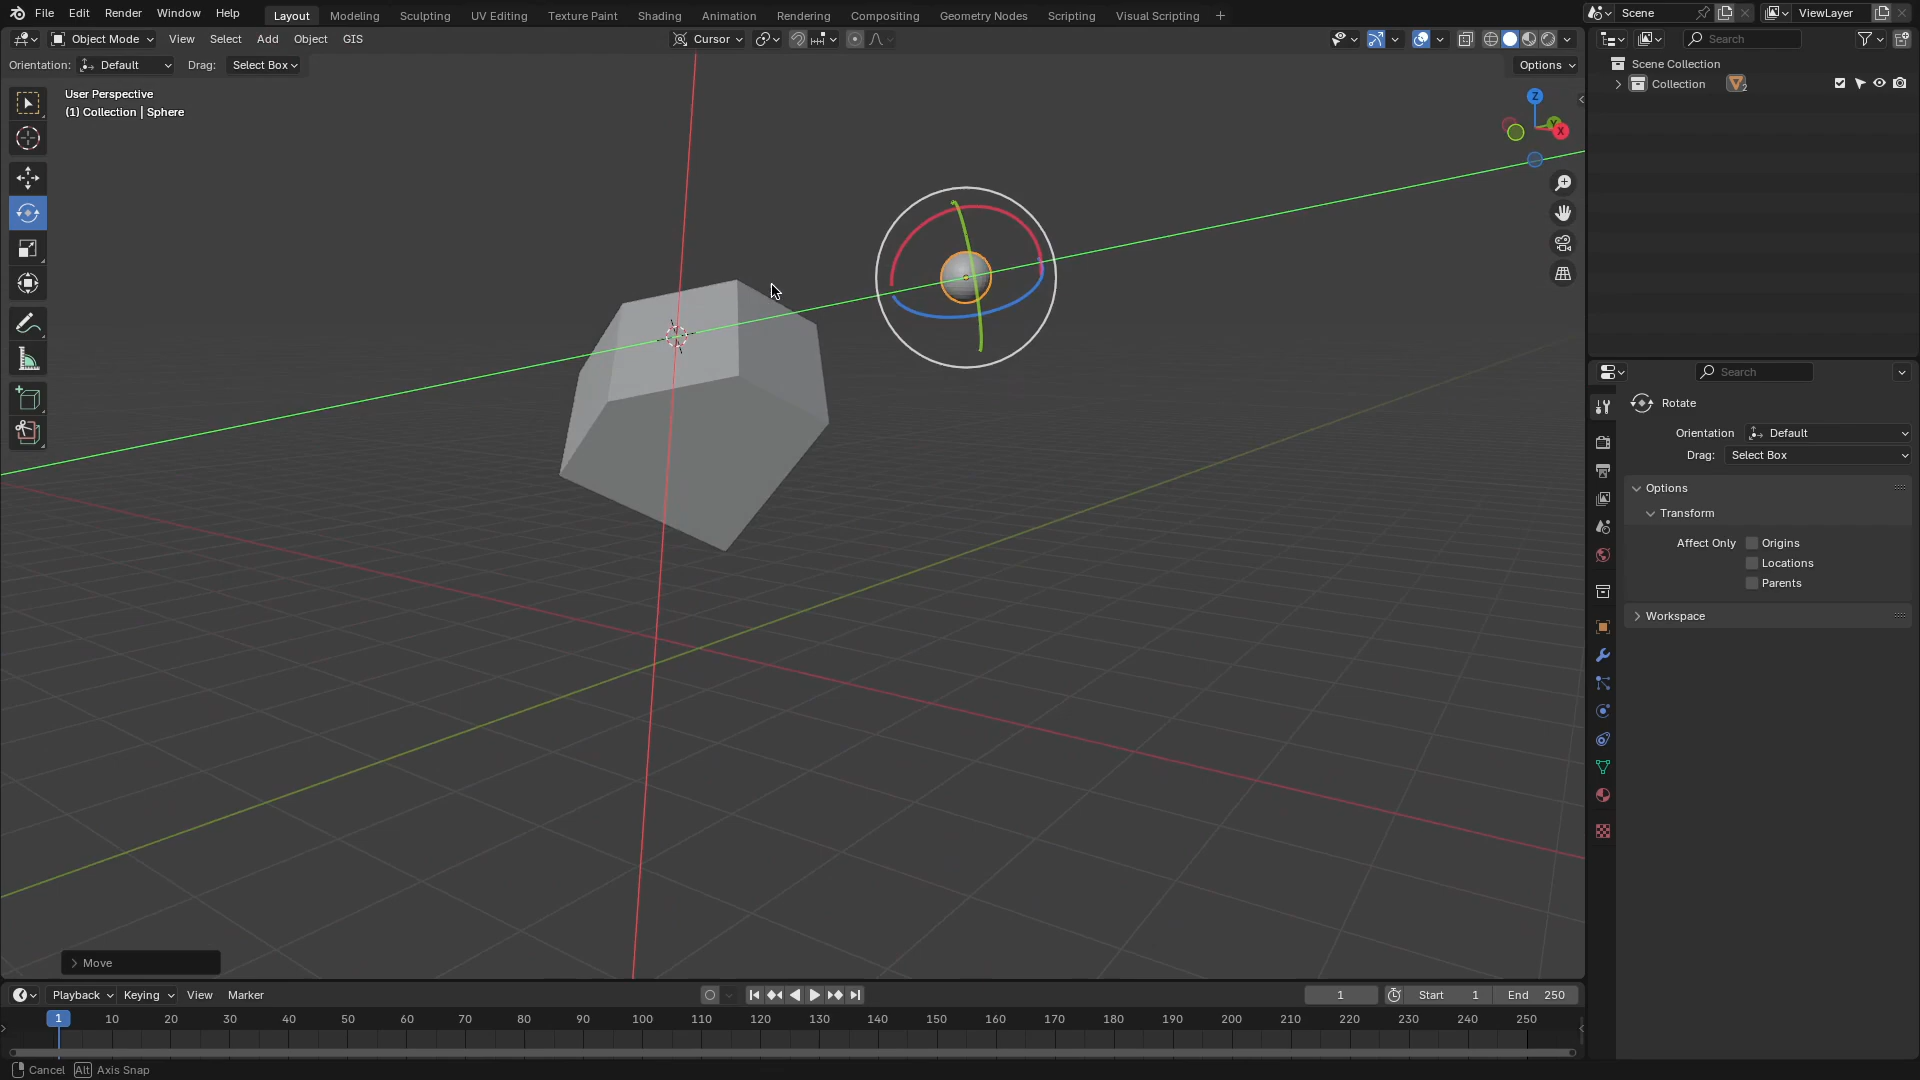 File Edit Render Window Help Layout Modeling Sculpting UV Editing Texture Paint Shading Animation Rendering Compositing Geometry Nodes Scripting Visual Scripting + Scene ViewLayer
Object Mode View Select Add Object GIS Cursor Search
Orientation: Default Drag: Select Box Options
Scene Collection
Collection 2
User Perspective
(1) Collection | Sphere
Z
Y
X
Search
Rotate
Orientation Default
Drag: Select Box
Options
Transform
Affect Only Origins
Locations
Parents
Workspace
Move
Playback Keying View Marker 1 Start 1 End 250
1 10 20 30 40 50 60 70 80 90 100 110 120 130 140 150 160 170 180 190 200 210 220 230 240 250
Cancel Alt Axis Snap